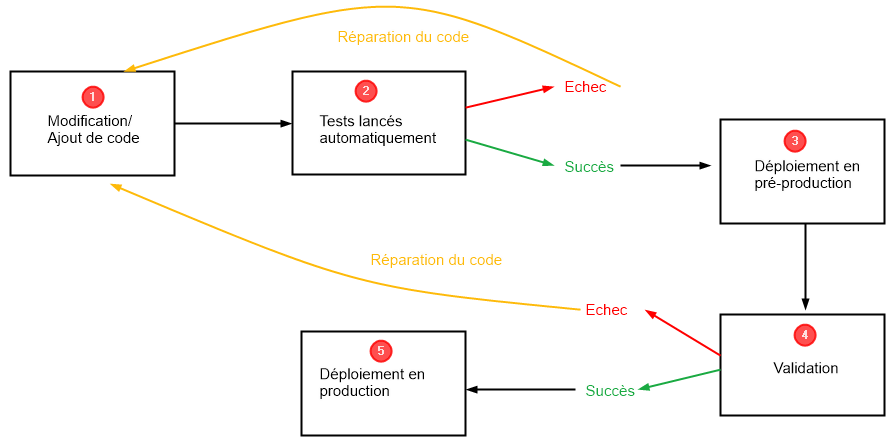 Réparation du code
1
Modification/
Ajout de code
2
Tests lancés
automatiquement
Echec
Succès
3
Déploiement en
pré-production
Réparation du code
Echec
4
Validation
Succès
5
Déploiement en
production